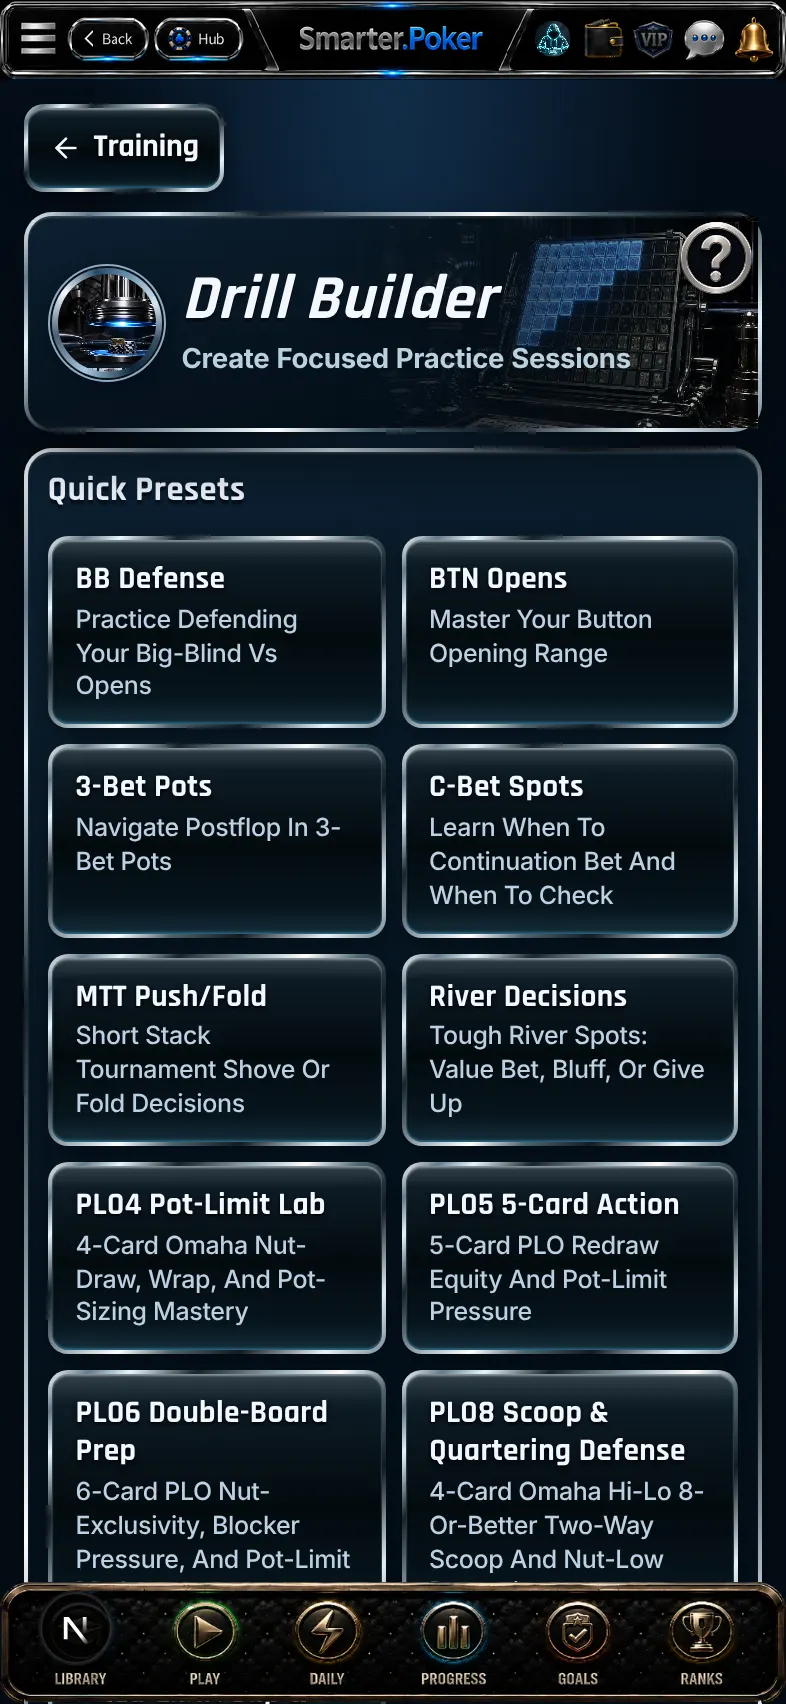 Back
Hub
Smarter.Poker
VIP
Training
?
Drill Builder
Create Focused Practice Sessions
Quick Presets
BB Defense
Practice Defending
Your Big-Blind Vs
Opens
BTN Opens
Master Your Button
Opening Range
3-Bet Pots
Navigate Postflop In 3-
Bet Pots
C-Bet Spots
Learn When To
Continuation Bet And
When To Check
MTT Push/Fold
Short Stack
Tournament Shove Or
Fold Decisions
River Decisions
Tough River Spots:
Value Bet, Bluff, Or Give
Up
PLO4 Pot-Limit Lab
4-Card Omaha Nut-
Draw, Wrap, And Pot-
Sizing Mastery
PLO5 5-Card Action
5-Card PLO Redraw
Equity And Pot-Limit
Pressure
PLO6 Double-Board
Prep
6-Card PLO Nut-
Exclusivity, Blocker
Pressure, And Pot-Limit
PLO8 Scoop &
Quartering Defense
4-Card Omaha Hi-Lo 8-
Or-Better Two-Way
Scoop And Nut-Low
N
LIBRARY
PLAY
DAILY
PROGRESS
GOALS
RANKS